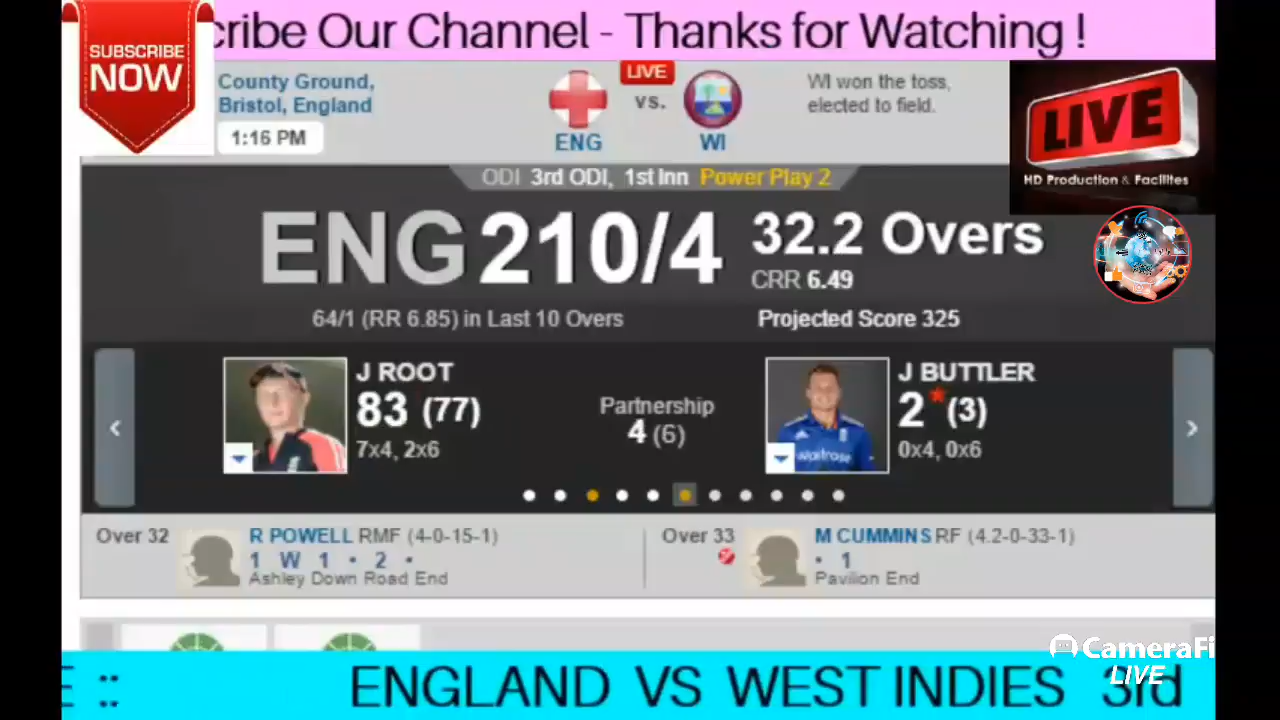 cribe Our Channel - Thanks for Watching !
SUBSCRIBE
NOW
County Ground,
Bristol, England
1:16 PM
LIVE
VS.
ENG
WI
WI won the toss,
elected to field.
LIVE
HD Production & Facilites
ODI 3rd ODI, 1st Inn Power Play 2
ENG 210/4
32.2 Overs
CRR 6.49
64/1 (RR 6.85) in Last 10 Overs
Projected Score 325
J ROOT
83 (77)
7x4, 2x6
Partnership
4 (6)
J BUTTLER
2* (3)
0x4, 0x6
waitrose
Over 32
R POWELL RMF (4-0-15-1)
1 W 1 • 2 •
Ashley Down Road End
Over 33
M CUMMINS RF (4.2-0-33-1)
• 1
Pavilion End
CameraFi
LIVE
E :: ENGLAND VS WEST INDIES 3rd